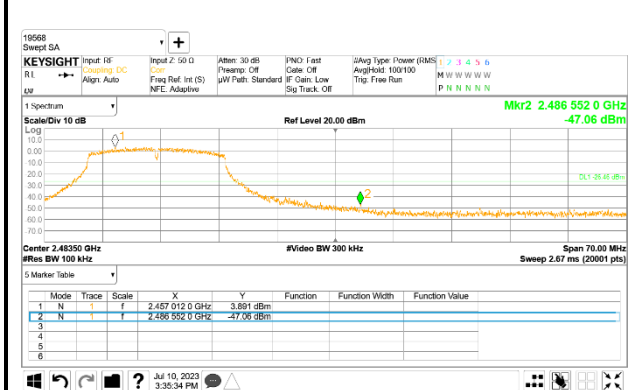 19568
Swept SA
+
KEYSIGHT Input: RF Input Z: 50 Ω Atten: 30 dB PNO: Fast #Avg Type: Power (RMS 1 2 3 4 5 6
RL Coupling: DC Corr Preamp: Off Gate: Off Avg|Hold: 100/100 M W W W W W
Align: Auto Freq Ref: Int (S) µW Path: Standard IF Gain: Low Trig: Free Run
NFE: Adaptive Sig Track: Off P N N N N N
1 Spectrum Mkr2 2.486 552 0 GHz
Scale/Div 10 dB Ref Level 20.00 dBm -47.06 dBm
Log
10.0 1
0.00
10.0
20.0
DL1 -26.46 dBm
30.0
40.0 2
50.0
60.0
-70.0
Center 2.48350 GHz #Video BW 300 kHz Span 70.00 MHz
#Res BW 100 kHz Sweep 2.67 ms (20001 pts)
5 Marker Table
Mode Trace Scale X Y Function Function Width Function Value
1 N 1 f 2.457 012 0 GHz 3.891 dBm
2 N 1 f 2.486 552 0 GHz -47.06 dBm
3
4
5
6
? Jul 10, 2023
3:35:34 PM